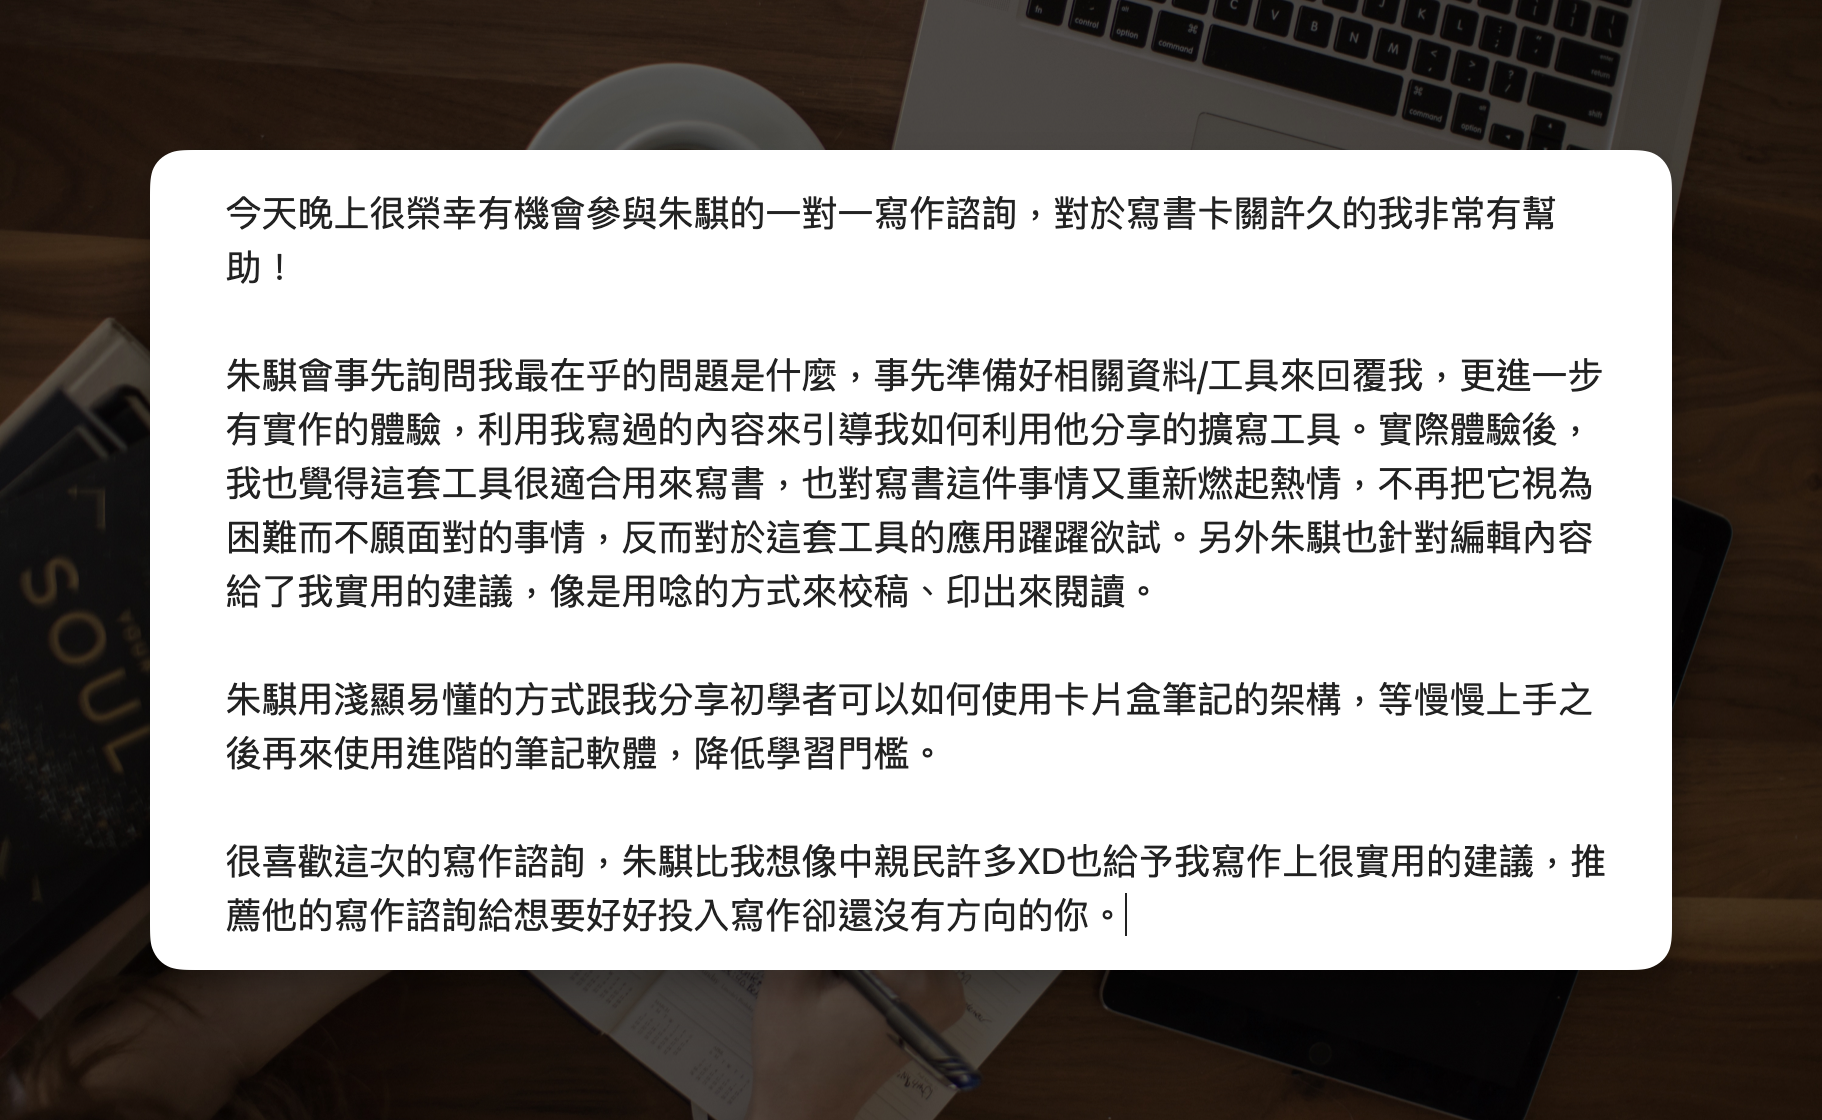 fn
control
alt
option
⌘
command
C
V
B
N
M
J
K
L
<
,
>
.
?
/
:
;
"
'
{
[
}
]
|
\
return
shift
⌘
command
alt
option
今天晚上很榮幸有機會參與朱騏的一對一寫作諮詢，對於寫書卡關許久的我非常有幫
助！
朱騏會事先詢問我最在乎的問題是什麼，事先準備好相關資料/工具來回覆我，更進一步
有實作的體驗，利用我寫過的內容來引導我如何利用他分享的擴寫工具。實際體驗後，
我也覺得這套工具很適合用來寫書，也對寫書這件事情又重新燃起熱情，不再把它視為
困難而不願面對的事情，反而對於這套工具的應用躍躍欲試。另外朱騏也針對編輯內容
給了我實用的建議，像是用唸的方式來校稿、印出來閱讀。
朱騏用淺顯易懂的方式跟我分享初學者可以如何使用卡片盒筆記的架構，等慢慢上手之
後再來使用進階的筆記軟體，降低學習門檻。
很喜歡這次的寫作諮詢，朱騏比我想像中親民許多XD也給予我寫作上很實用的建議，推
薦他的寫作諮詢給想要好好投入寫作卻還沒有方向的你。
SOUL